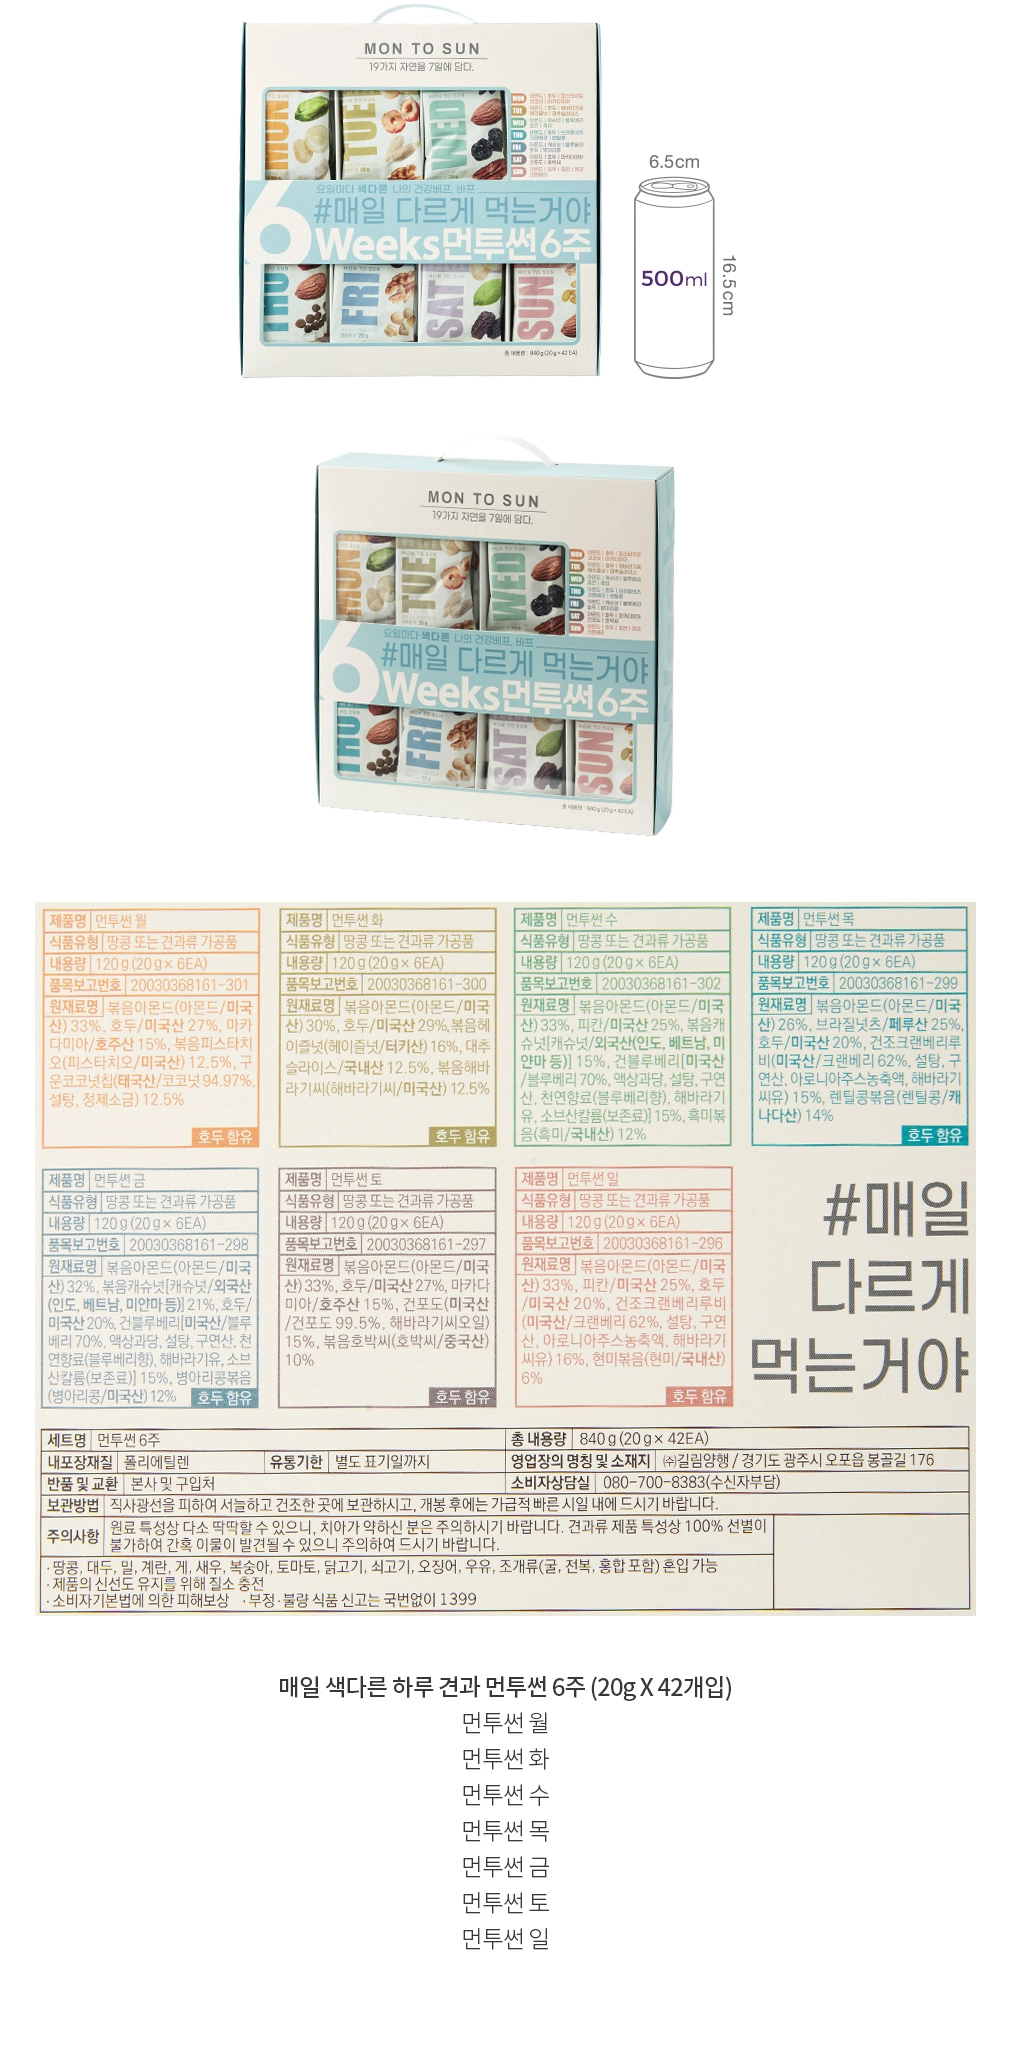 MON TO SUN
19가지 자연을 7일에 담다.
MON
TUE
WED
MON
TUE
WED
THU
FRI
SAT
SUN
요일마다 색다른 나의 건강베프, 바프
#매일 다르게 먹는거야
6Weeks먼투썬6주
THU
FRI
SAT
SUN
MON TO SUN
총 내용량 : 840g (20g×42EA)
6.5cm
500ml
16.5cm
MON TO SUN
19가지 자연을 7일에 담다.
MON
TUE
WED
MON
TUE
WED
THU
FRI
SAT
SUN
요일마다 색다른 나의 건강베프, 바프
#매일 다르게 먹는거야
6Weeks먼투썬6주
THU
FRI
SAT
SUN
총 내용량 : 840g (20g×42EA)
제품명 먼투썬 월
식품유형 땅콩 또는 견과류 가공품
내용량 120g (20g× 6EA)
품목보고번호 20030368161-301
원재료명 볶음아몬드(아몬드/미국
산) 33%, 호두/미국산 27%, 마카
다미아/호주산 15%, 볶음피스타치
오(피스타치오/미국산) 12.5%, 구
운코코넛칩(태국산/코코넛 94.97%,
설탕, 정제소금) 12.5%
호두 함유
제품명 먼투썬 화
식품유형 땅콩 또는 견과류 가공품
내용량 120g (20g× 6EA)
품목보고번호 20030368161-300
원재료명 볶음아몬드(아몬드/미국
산) 30%, 호두/미국산 29%, 볶음헤
이즐넛(헤이즐넛/터키산) 16%, 대추
슬라이스/국내산 12.5%, 볶음해바
라기씨(해바라기씨/미국산) 12.5%
호두 함유
제품명 먼투썬 수
식품유형 땅콩 또는 견과류 가공품
내용량 120g (20g× 6EA)
품목보고번호 20030368161-302
원재료명 볶음아몬드(아몬드/미국
산) 33%, 피칸/미국산 25%, 볶음캐
슈넛[캐슈넛/외국산(인도, 베트남, 미
얀마 등)] 15%, 건블루베리[미국산
/블루베리 70%, 액상과당, 설탕, 구연
산, 천연향료(블루베리향), 해바라기
유, 소브산칼륨(보존료)] 15%, 흑미볶
음(흑미/국내산) 12%
제품명 먼투썬 목
식품유형 땅콩 또는 견과류 가공품
내용량 120g (20g× 6EA)
품목보고번호 20030368161-299
원재료명 볶음아몬드(아몬드/미국
산) 26%, 브라질넛츠/페루산 25%,
호두/미국산 20%, 건조크랜베리루
비(미국산/크랜베리 62%, 설탕, 구
연산, 아로니아주스농축액, 해바라기
씨유) 15%, 렌틸콩볶음(렌틸콩/캐
나다산) 14%
호두 함유
제품명 먼투썬 금
식품유형 땅콩 또는 견과류 가공품
내용량 120g (20g× 6EA)
품목보고번호 20030368161-298
원재료명 볶음아몬드(아몬드/미국
산) 32%, 볶음캐슈넛[캐슈넛/외국산
(인도, 베트남, 미얀마 등)] 21%, 호두/
미국산 20%, 건블루베리[미국산/블루
베리 70%, 액상과당, 설탕, 구연산, 천
연향료(블루베리향), 해바라기유, 소브
산칼륨(보존료)] 15%, 병아리콩볶음
(병아리콩/미국산) 12%
호두 함유
제품명 먼투썬 토
식품유형 땅콩 또는 견과류 가공품
내용량 120g (20g× 6EA)
품목보고번호 20030368161-297
원재료명 볶음아몬드(아몬드/미국
산) 33%, 호두/미국산 27%, 마카다
미아/호주산 15%, 건포도(미국산
/건포도 99.5%, 해바라기씨오일)
15%, 볶음호박씨(호박씨/중국산)
10%
호두 함유
제품명 먼투썬 일
식품유형 땅콩 또는 견과류 가공품
내용량 120g (20g× 6EA)
품목보고번호 20030368161-296
원재료명 볶음아몬드(아몬드/미국
산) 33%, 피칸/미국산 25%, 호두
/미국산 20%, 건조크랜베리루비
(미국산/크랜베리 62%, 설탕, 구연
산, 아로니아주스농축액, 해바라기
씨유) 16%, 현미볶음(현미/국내산)
6%
호두 함유
#매일
다르게
먹는거야
세트명 먼투썬 6주 총 내용량 840g (20g× 42EA)
내포장재질 폴리에틸렌 유통기한 별도 표기일까지 영업장의 명칭 및 소재지 ㈜길림양행 / 경기도 광주시 오포읍 봉골길 176
반품 및 교환 본사 및 구입처 소비자상담실 080-700-8383(수신자부담)
보관방법 직사광선을 피하여 서늘하고 건조한 곳에 보관하시고, 개봉 후에는 가급적 빠른 시일 내에 드시기 바랍니다.
주의사항 원료 특성상 다소 딱딱할 수 있으니, 치아가 약하신 분은 주의하시기 바랍니다. 견과류 제품 특성상 100% 선별이
불가하여 간혹 이물이 발견될 수 있으니 주의하여 드시기 바랍니다.
· 땅콩, 대두, 밀, 계란, 게, 새우, 복숭아, 토마토, 닭고기, 쇠고기, 오징어, 우유, 조개류(굴, 전복, 홍합 포함) 혼입 가능
· 제품의 신선도 유지를 위해 질소 충전
· 소비자기본법에 의한 피해보상 · 부정·불량 식품 신고는 국번없이 1399
매일 색다른 하루 견과 먼투썬 6주 (20g X 42개입)
먼투썬 월
먼투썬 화
먼투썬 수
먼투썬 목
먼투썬 금
먼투썬 토
먼투썬 일